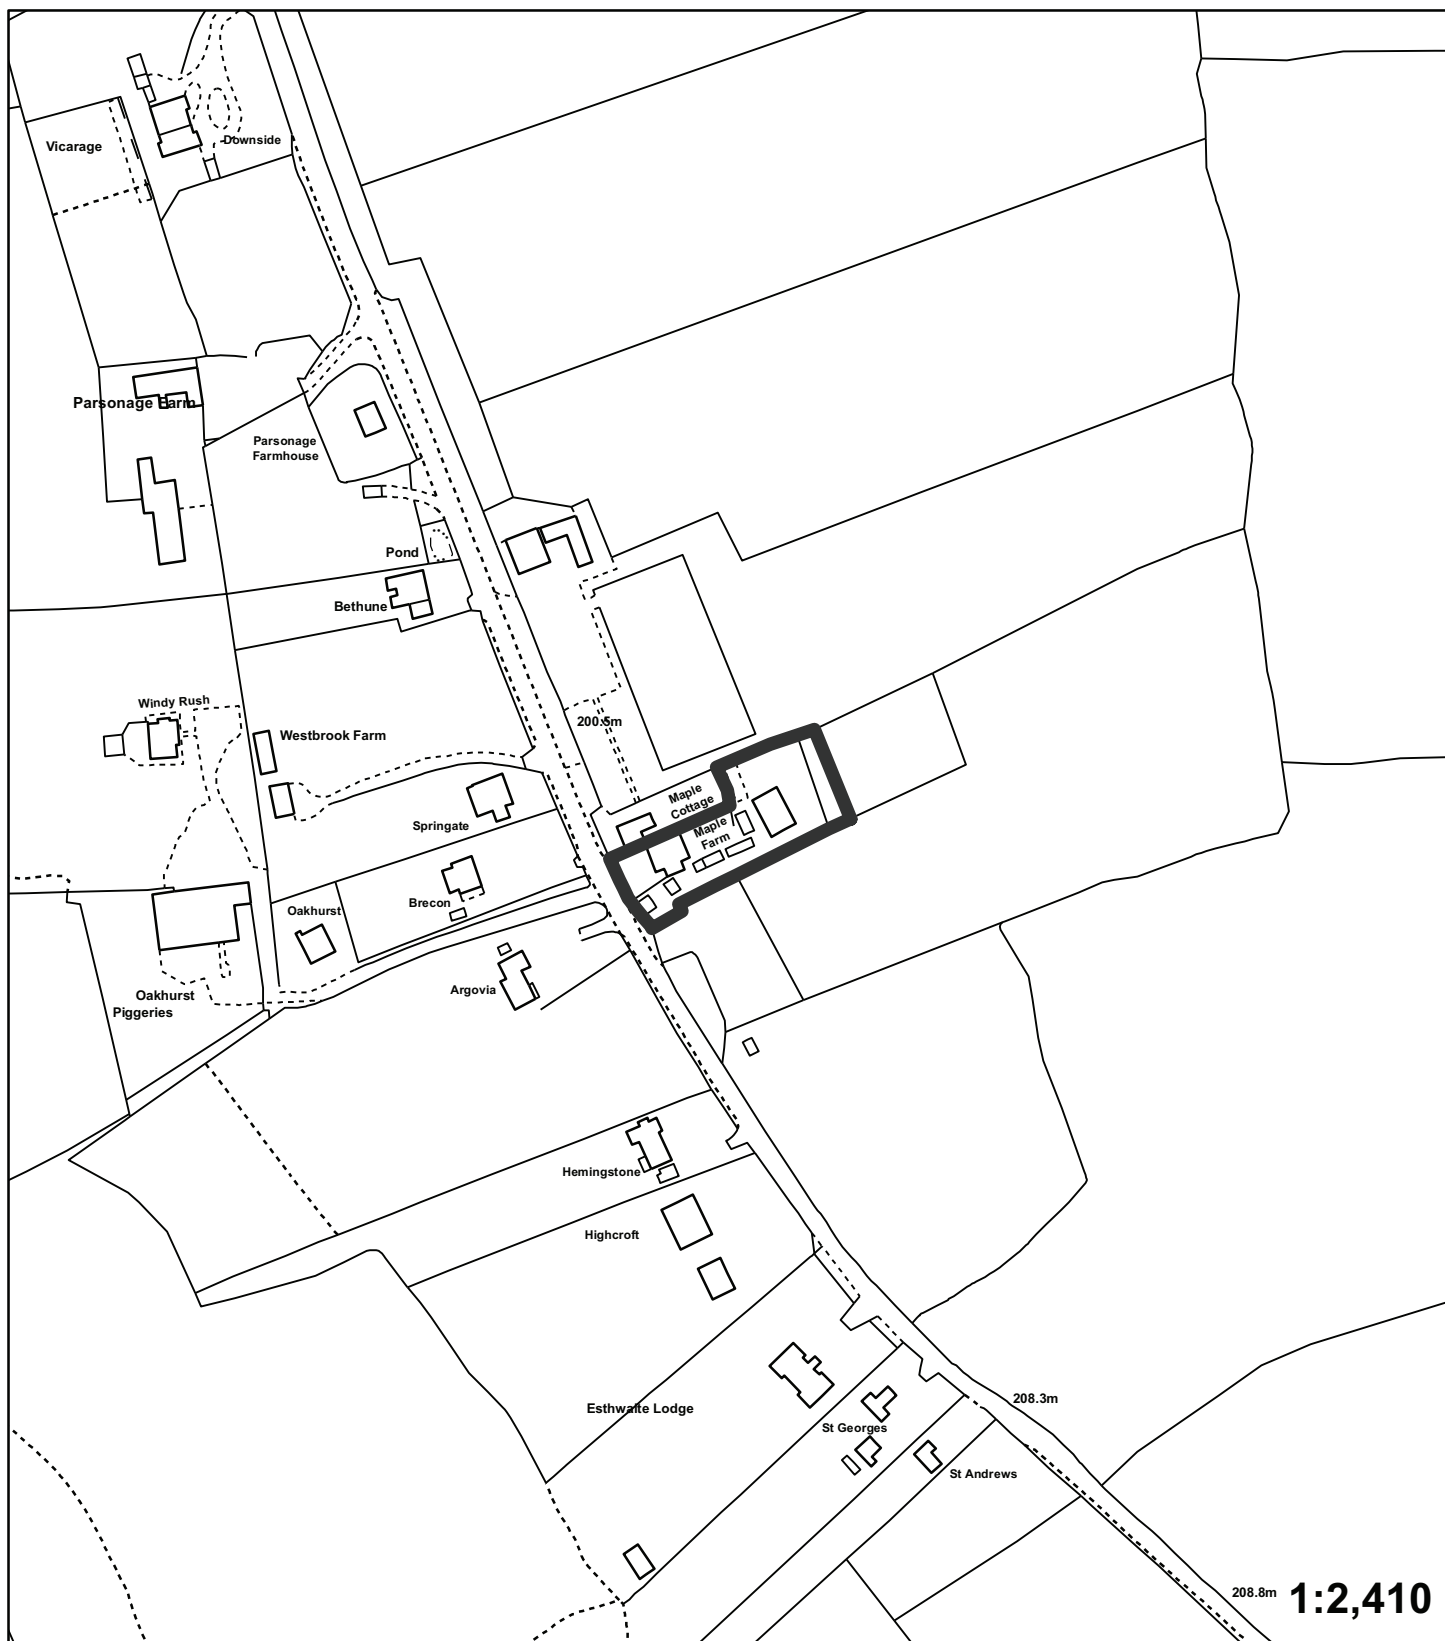 Vicarage
Downside
Parsonage Farm
Parsonage
Farmhouse
Pond
Bethune
Windy Rush
Westbrook Farm
200.5m
Maple
Cottage
Maple
Farm
Springate
Brecon
Oakhurst
Argovia
Oakhurst
Piggeries
Hemingstone
Highcroft
Esthwaite Lodge
208.3m
St Georges
St Andrews
208.8m
1:2,410